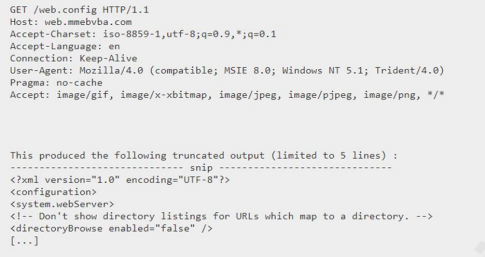 GET /web.config HTTP/1.1
Host: web.mmebvba.com
Accept-Charset: iso-8859-1,utf-8;q=0.9,*;q=0.1
Accept-Language: en
Connection: Keep-Alive
User-Agent: Mozilla/4.0 (compatible; MSIE 8.0; Windows NT 5.1; Trident/4.0)
Pragma: no-cache
Accept: image/gif, image/x-xbitmap, image/jpeg, image/pjpeg, image/png, */*
This produced the following truncated output (limited to 5 lines) :
------------------------------ snip ------------------------------
<?xml version="1.0" encoding="UTF-8"?>
<configuration>
<system.webServer>
<!-- Don't show directory listings for URLs which map to a directory. -->
<directoryBrowse enabled="false" />
[...]